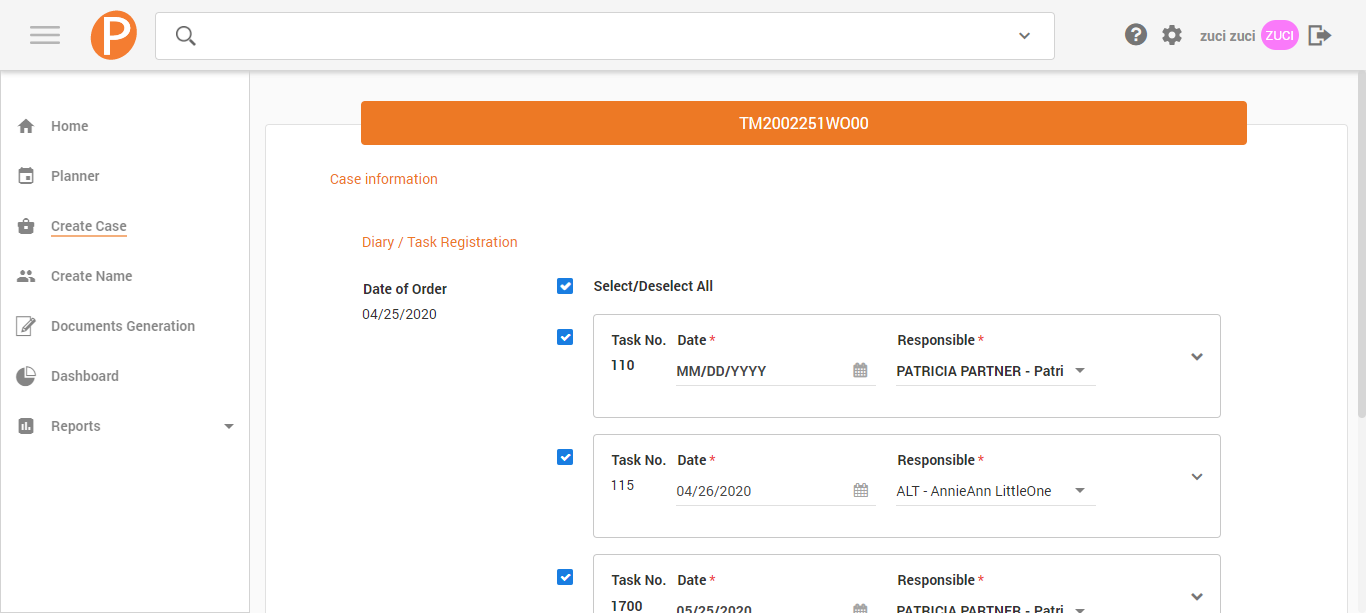 P
zuci zuci ZUCI
Home
Planner
Create Case
Create Name
Documents Generation
Dashboard
Reports
TM2002251WO00
Case information
Diary / Task Registration
Date of Order
04/25/2020
Select/Deselect All
Task No. Date * Responsible *
110 MM/DD/YYYY PATRICIA PARTNER - Patri
Task No. Date * Responsible *
115 04/26/2020 ALT - AnnieAnn LittleOne
Task No. Date * Responsible *
1700 05/25/2020 PATRICIA PARTNER - Patri